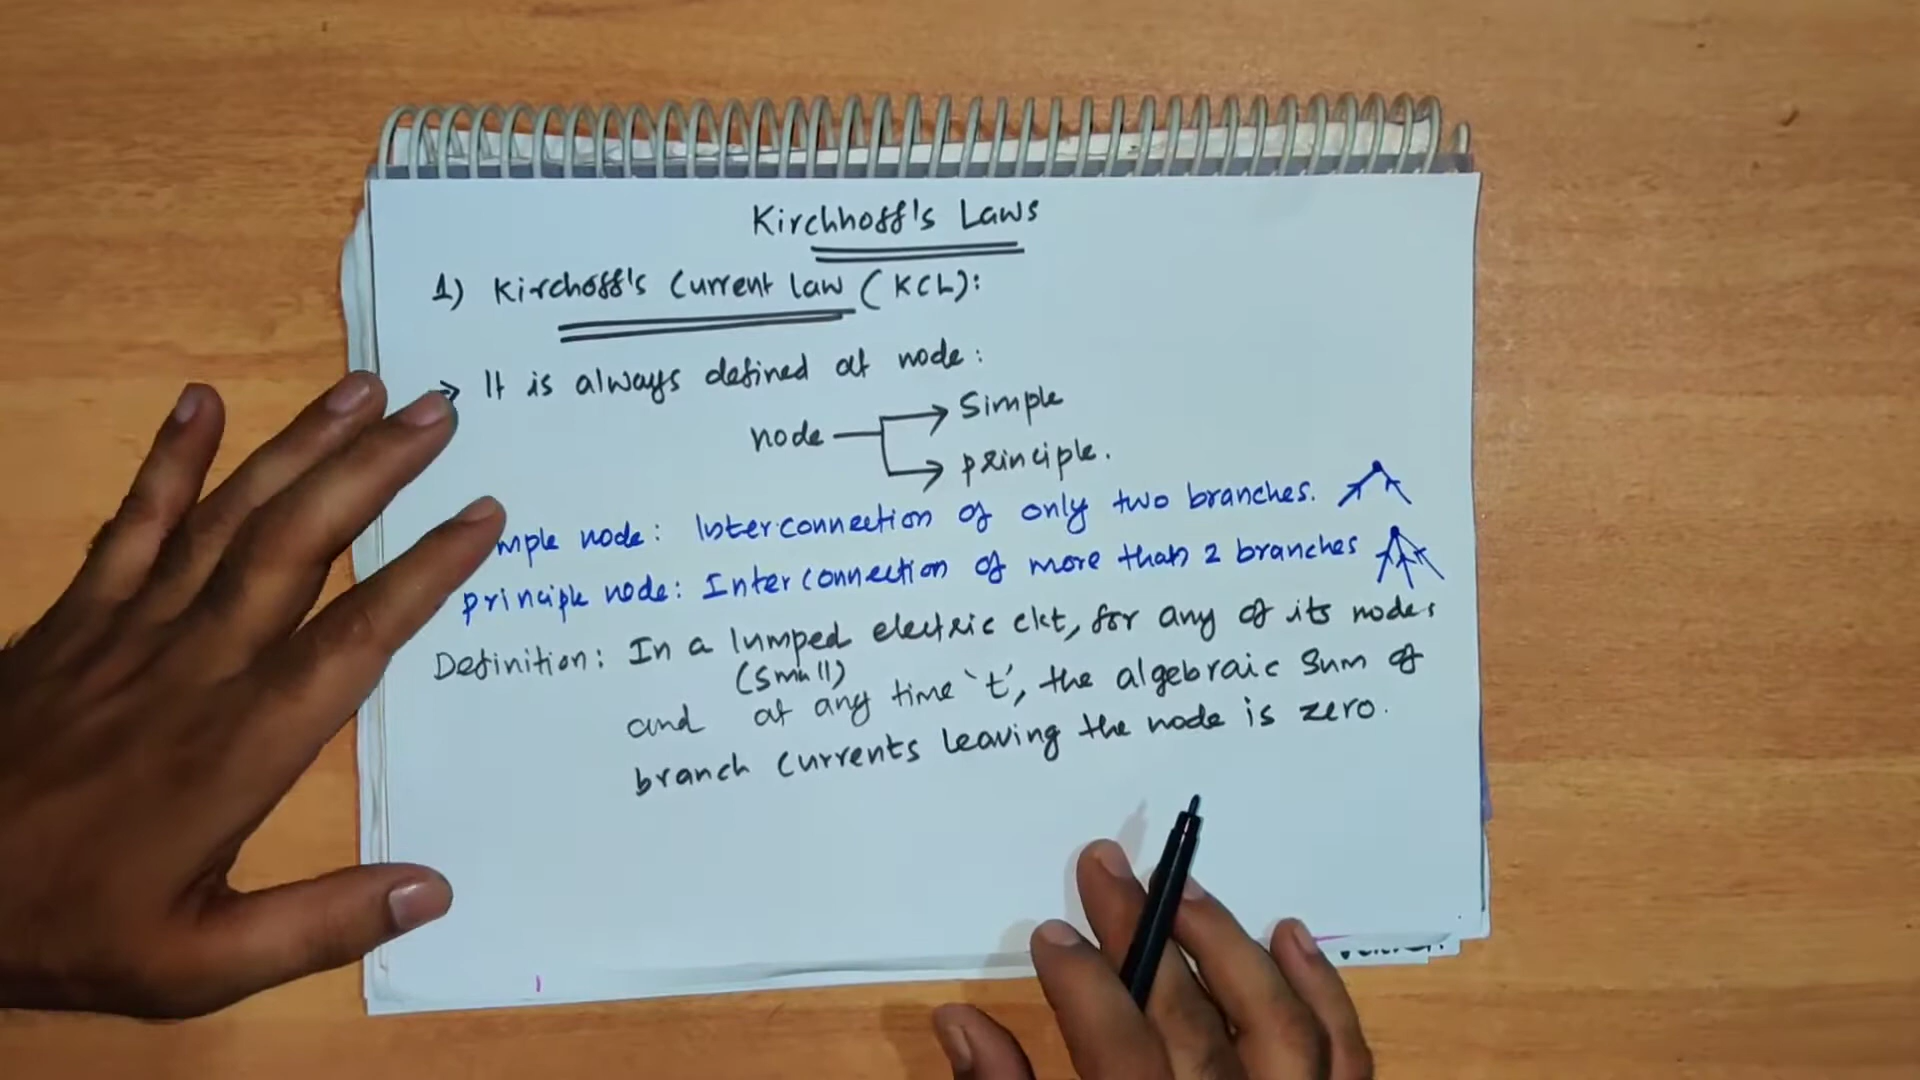 Kirchhoff's Laws
1) Kirchoff's Current law (KCL):
→ It is always defined at node:
node → Simple
→ principle.
mple node: Interconnection of only two branches.
principle node: Interconnection of more than 2 branches
Definition: In a lumped electric ckt, for any of its nodes
(small)
and at any time 't', the algebraic sum of
branch currents leaving the node is zero.